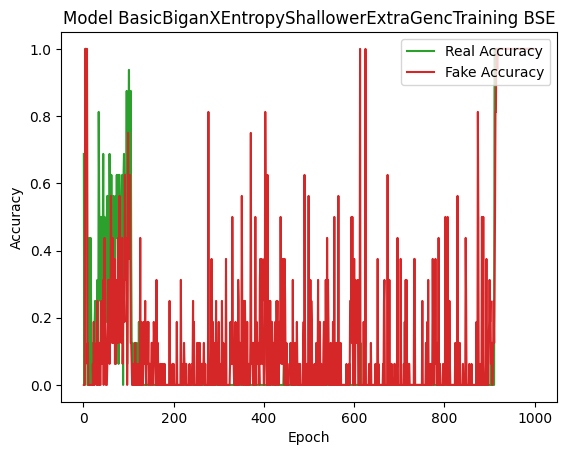 Model BasicBiganXEntropyShallowerExtraGencTraining BSE
Real Accuracy
Fake Accuracy
1.0
0.8
0.6
0.4
0.2
0.0
Accuracy
0
200
400
600
800
1000
Epoch